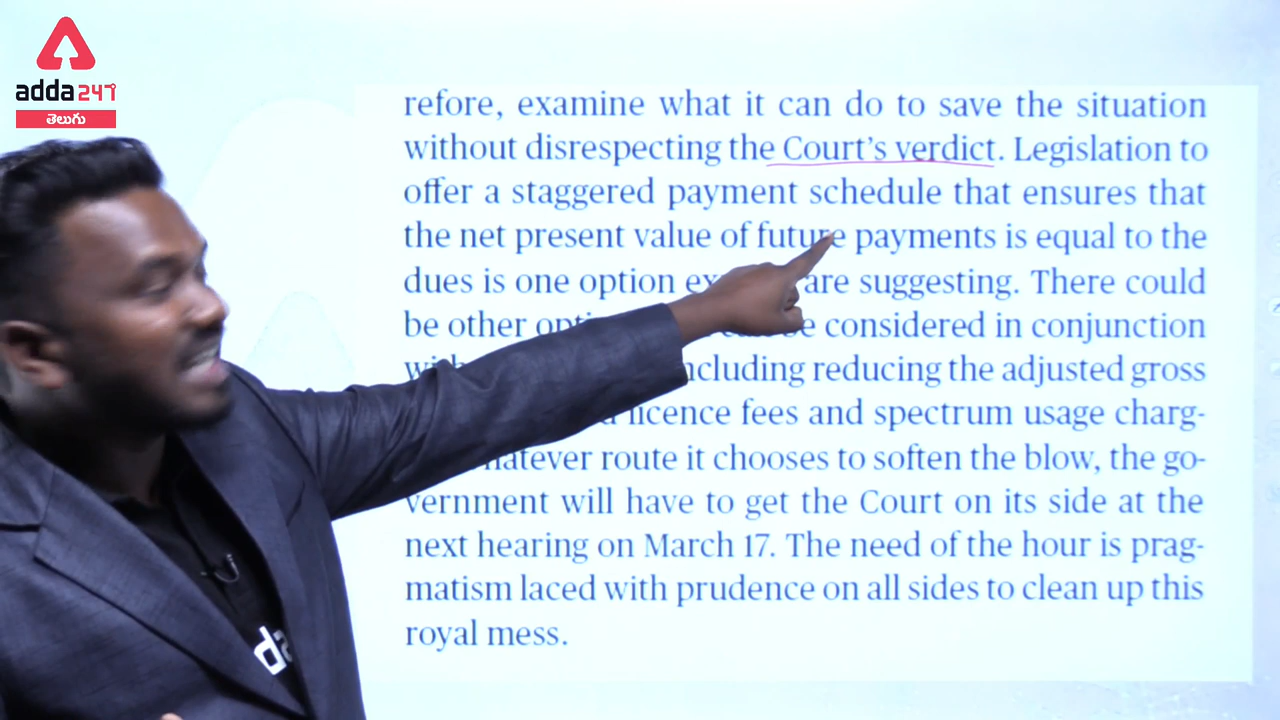 adda247
తెలుగు
refore, examine what it can do to save the situation
without disrespecting the Court's verdict. Legislation to
offer a staggered payment schedule that ensures that
the net present value of future payments is equal to the
dues is one option are suggesting. There could
be other considered in conjunction
including reducing the adjusted gross
licence fees and spectrum usage charg-
whatever route it chooses to soften the blow, the go-
vernment will have to get the Court on its side at the
next hearing on March 17. The need of the hour is prag-
matism laced with prudence on all sides to clean up this
royal mess.